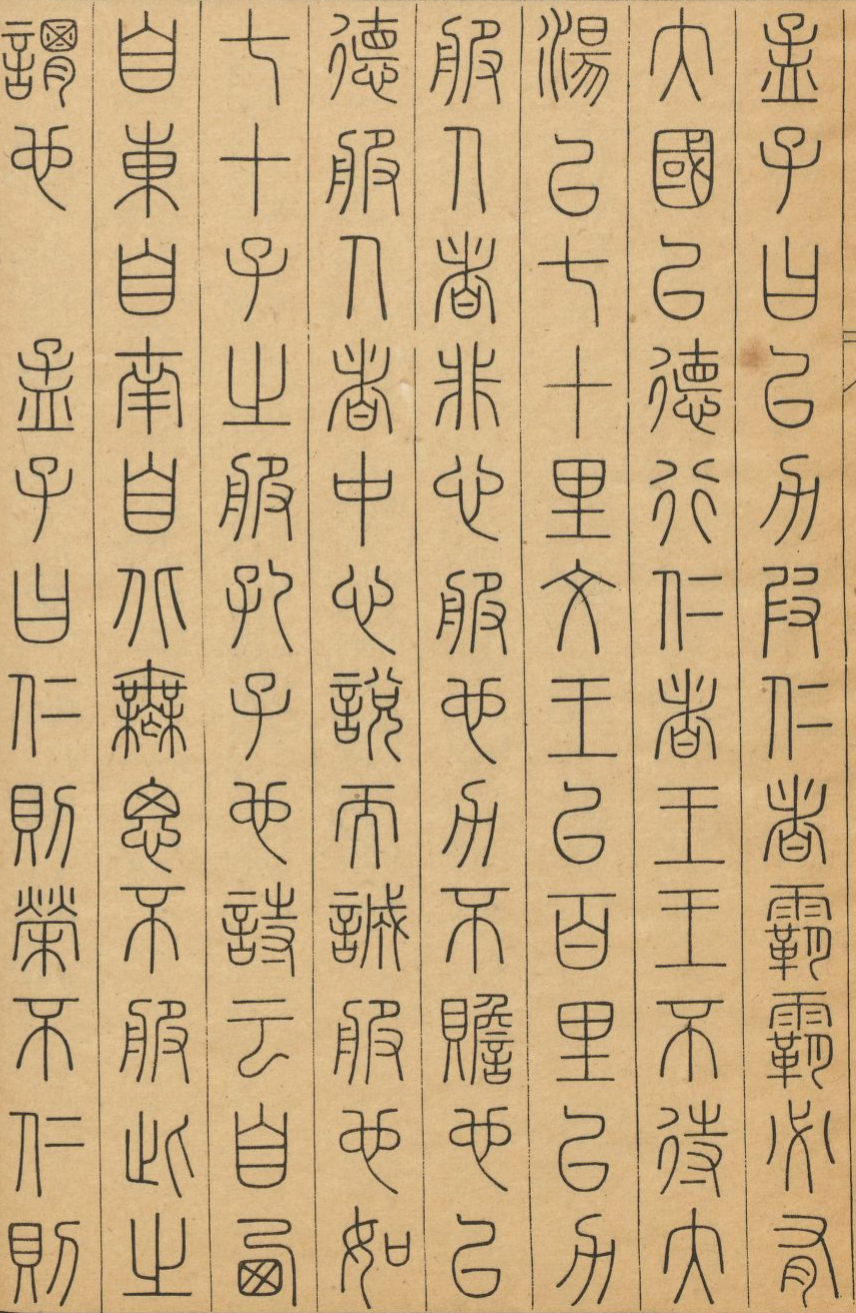 孟子曰以力叚仁者霸霸必有
大國以德行仁者王王不待大
湯以七十里文王以百里以力
服人者非心服也力不贍也以
德服人者中心說而誠服也如
七十子之服孔子也詩云自西
自東自南自北無思不服此之
謂也　孟子曰仁則榮不仁則